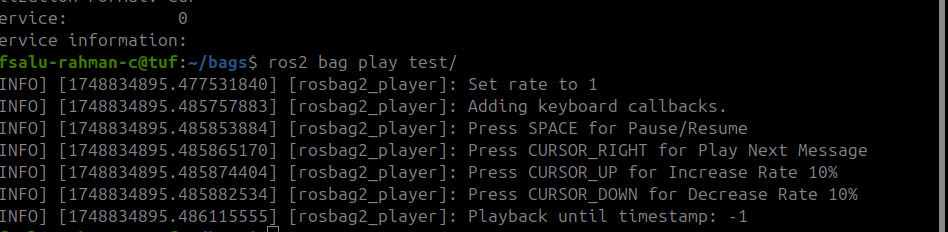 ervice:           0
ervice information:
fsalu-rahman-c@tuf:~/bags$ ros2 bag play test/
INFO] [1748834895.477531840] [rosbag2_player]: Set rate to 1
INFO] [1748834895.485757883] [rosbag2_player]: Adding keyboard callbacks.
INFO] [1748834895.485853884] [rosbag2_player]: Press SPACE for Pause/Resume
INFO] [1748834895.485865170] [rosbag2_player]: Press CURSOR_RIGHT for Play Next Message
INFO] [1748834895.485874404] [rosbag2_player]: Press CURSOR_UP for Increase Rate 10%
INFO] [1748834895.485882534] [rosbag2_player]: Press CURSOR_DOWN for Decrease Rate 10%
INFO] [1748834895.486115555] [rosbag2_player]: Playback until timestamp: -1